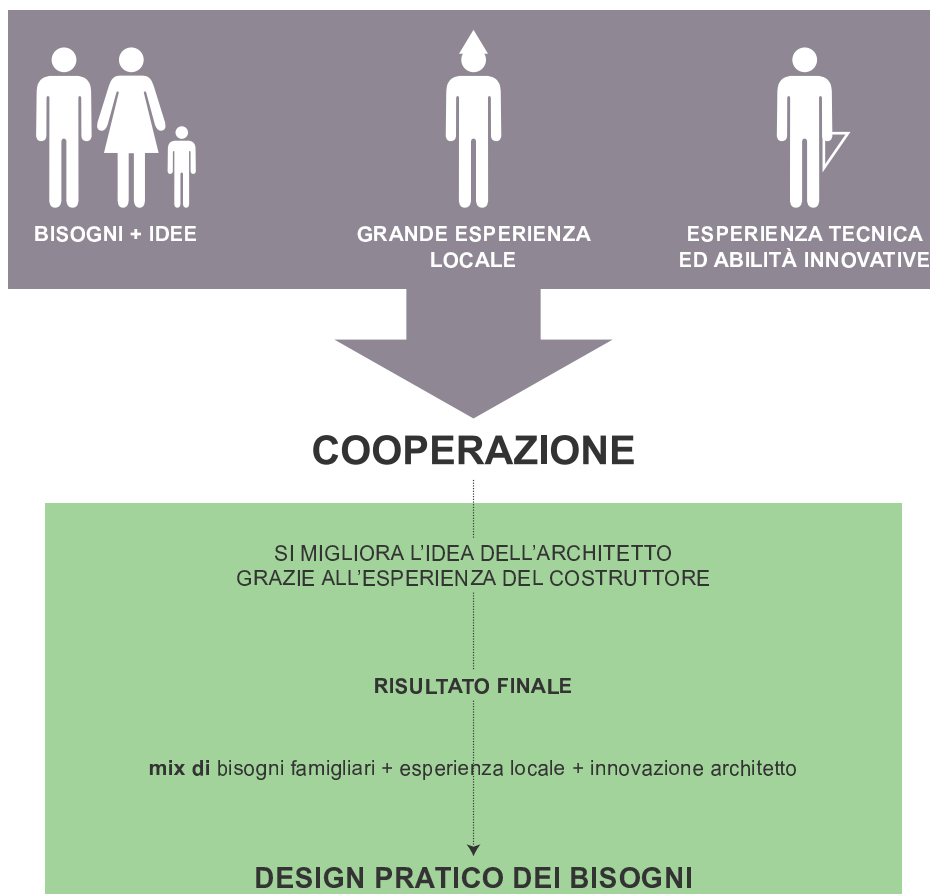 BISOGNI + IDEE
GRANDE ESPERIENZA
LOCALE
ESPERIENZA TECNICA
ED ABILITÀ INNOVATIVE
COOPERAZIONE
SI MIGLIORA L'IDEA DELL'ARCHITETTO
GRAZIE ALL'ESPERIENZA DEL COSTRUTTORE
RISULTATO FINALE
mix di bisogni famigliari + esperienza locale + innovazione architetto
DESIGN PRATICO DEI BISOGNI